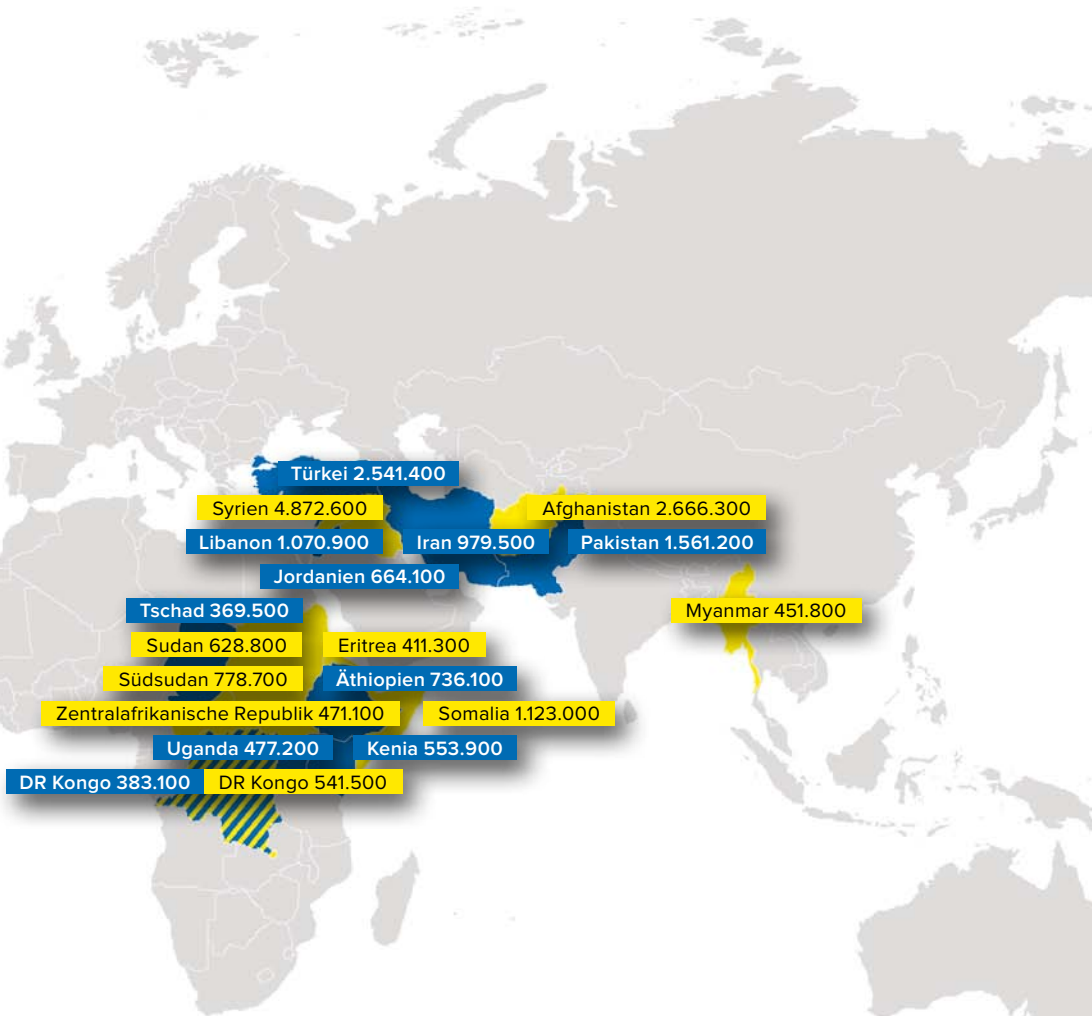 Türkei 2.541.400
Syrien 4.872.600
Afghanistan 2.666.300
Libanon 1.070.900
Iran 979.500
Pakistan 1.561.200
Jordanien 664.100
Tschad 369.500
Myanmar 451.800
Sudan 628.800
Eritrea 411.300
Südsudan 778.700
Äthiopien 736.100
Zentralafrikanische Republik 471.100
Somalia 1.123.000
Uganda 477.200
Kenia 553.900
DR Kongo 383.100
DR Kongo 541.500